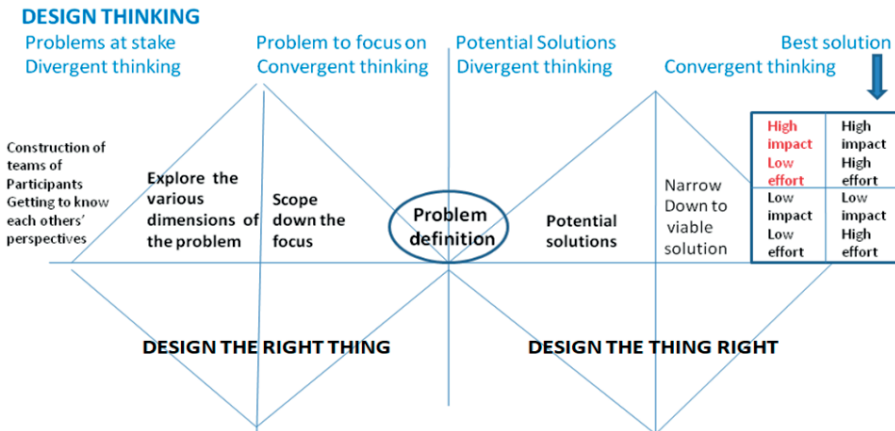 DESIGN THINKING
Problems at stake
Divergent thinking
Problem to focus on
Convergent thinking
Potential Solutions
Divergent thinking
Best solution
Convergent thinking
Construction of
teams of
Participants
Getting to know
each others'
perspectives
Explore the
various
dimensions of
the problem
Scope
down the
focus
Problem
definition
Potential
solutions
Narrow
Down to
viable
solution
High
impact
Low
effort
High
impact
High
effort
Low
impact
Low
effort
Low
impact
High
effort
DESIGN THE RIGHT THING
DESIGN THE THING RIGHT